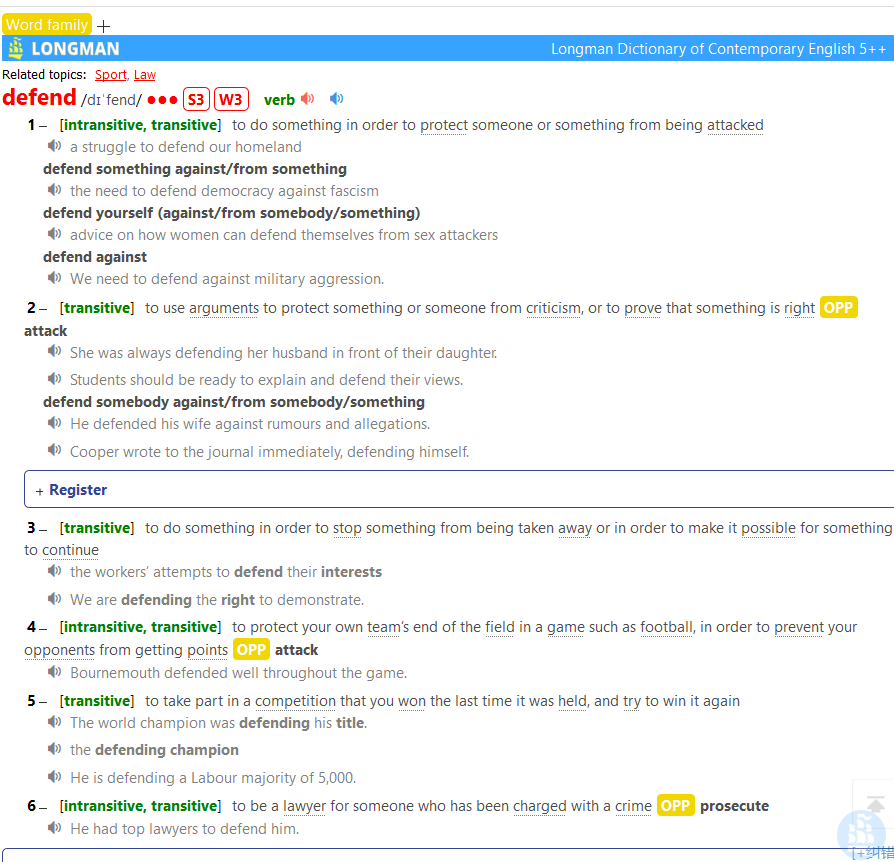 Word family +
LONGMAN Longman Dictionary of Contemporary English 5++
Related topics: Sport, Law
defend /dɪˈfend/ ●●● S3 W3 verb
1 – [intransitive, transitive] to do something in order to protect someone or something from being attacked
a struggle to defend our homeland
defend something against/from something
the need to defend democracy against fascism
defend yourself (against/from somebody/something)
advice on how women can defend themselves from sex attackers
defend against
We need to defend against military aggression.
2 – [transitive] to use arguments to protect something or someone from criticism, or to prove that something is right OPP
attack
She was always defending her husband in front of their daughter.
Students should be ready to explain and defend their views.
defend somebody against/from somebody/something
He defended his wife against rumours and allegations.
Cooper wrote to the journal immediately, defending himself.
+ Register
3 – [transitive] to do something in order to stop something from being taken away or in order to make it possible for something
to continue
the workers’ attempts to defend their interests
We are defending the right to demonstrate.
4 – [intransitive, transitive] to protect your own team’s end of the field in a game such as football, in order to prevent your
opponents from getting points OPP attack
Bournemouth defended well throughout the game.
5 – [transitive] to take part in a competition that you won the last time it was held, and try to win it again
The world champion was defending his title.
the defending champion
He is defending a Labour majority of 5,000.
6 – [intransitive, transitive] to be a lawyer for someone who has been charged with a crime OPP prosecute
He had top lawyers to defend him.
[+纠错